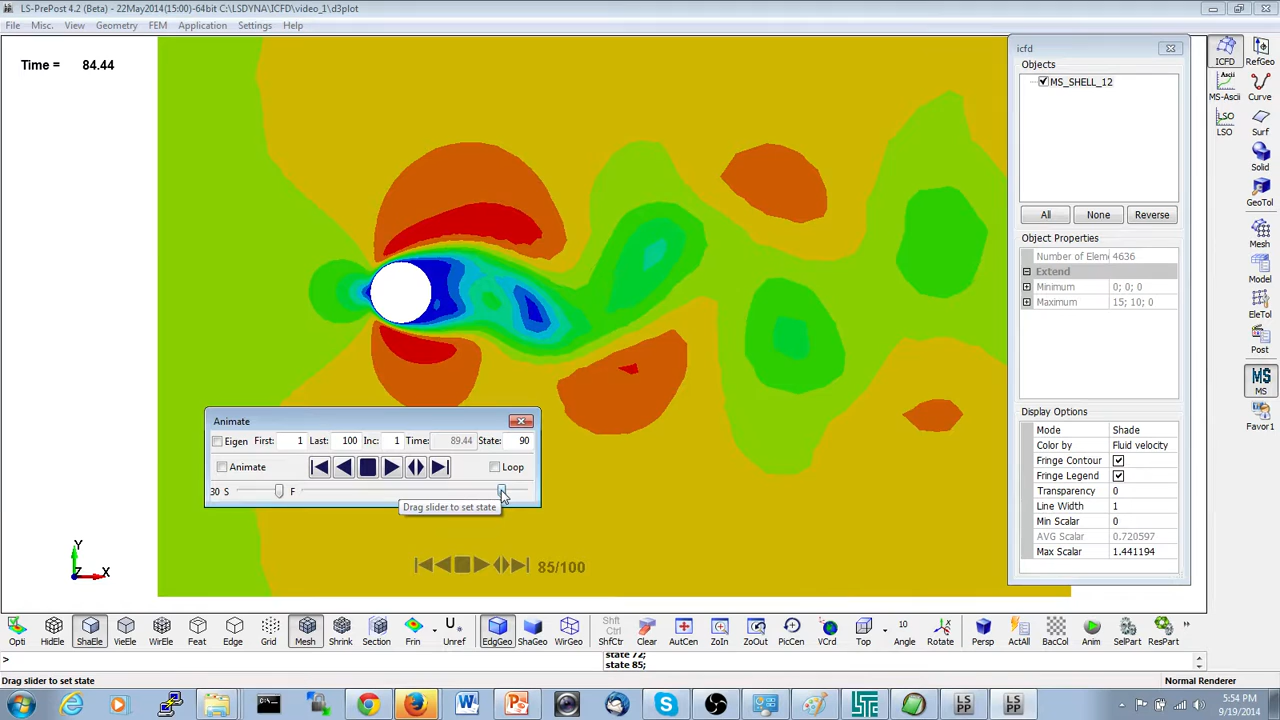 LS-PrePost 4.2 (Beta) - 22May2014(15:00)-64bit C:\LSDYNA\ICFD\video_1\d3plot
File Misc. View Geometry FEM Application Settings Help
Time = 84.44
icfd
Objects
MS_SHELL_12
All None Reverse
Object Properties
Number of Elem 4636
Extend
Minimum 0; 0; 0
Maximum 15; 10; 0
Display Options
Mode Shade
Color by Fluid velocity
Fringe Contour
Fringe Legend
Transparency 0
Line Width 1
Min Scalar 0
AVG Scalar 0.720597
Max Scalar 1.441194
ICFD RefGeo
MS-Ascii Curve
LSO Surf
Solid
GeoTol
Mesh
Model
EleTol
Post
MS
MS
Favor1
Animate
Eigen First: 1 Last: 100 Inc: 1 Time: 89.44 State: 90
Animate Loop
30 S F
Drag slider to set state
85/100
Y
Z X
Opti HidEle ShaEle VieEle WirEle Feat Edge Grid Mesh Shrink Section Frin Unref EdgGeo ShaGeo WirGeo Shft Ctrl ShfCtr Clear AutCen ZoIn ZoOut PicCen VCrd Top 10 Angle Rotate Persp ActAll BacCol Anim SelPart ResPart
state 72;
> state 85;
Drag slider to set state Normal Renderer
5:54 PM
9/19/2014